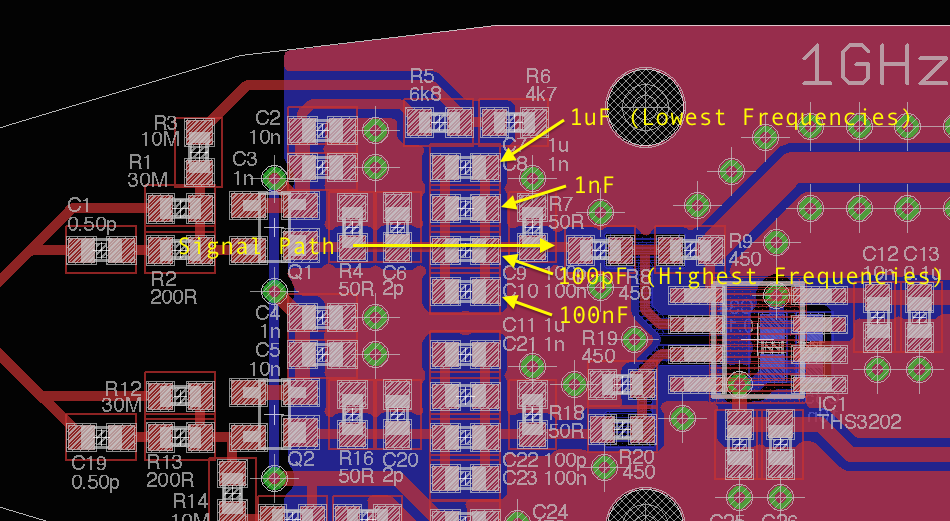 1GHz
R5
6k8
R6
4k7
R3
10M
C2
10n
1uF (Lowest Frequencies)
1u
C8 1n
R1
30M
C3
1n
1nF
C1
0.50p
R7
50R
Signal Path
R9
450
C12
C13
R2
200R
Q1
R4
50R
C6
2p
C9
C10 100n
100pF (Highest Frequencies)
R8
450
C4
1n
100nF
C11 1u
C21 1n
R19
450
C5
10n
R12
30M
IC1
THS3202
R18
50R
C19
0.50p
R13
200R
Q2
R16
50R
C20
2p
C22 100p
C23 100n
R20
450
R14
10M
C24
C25
C26